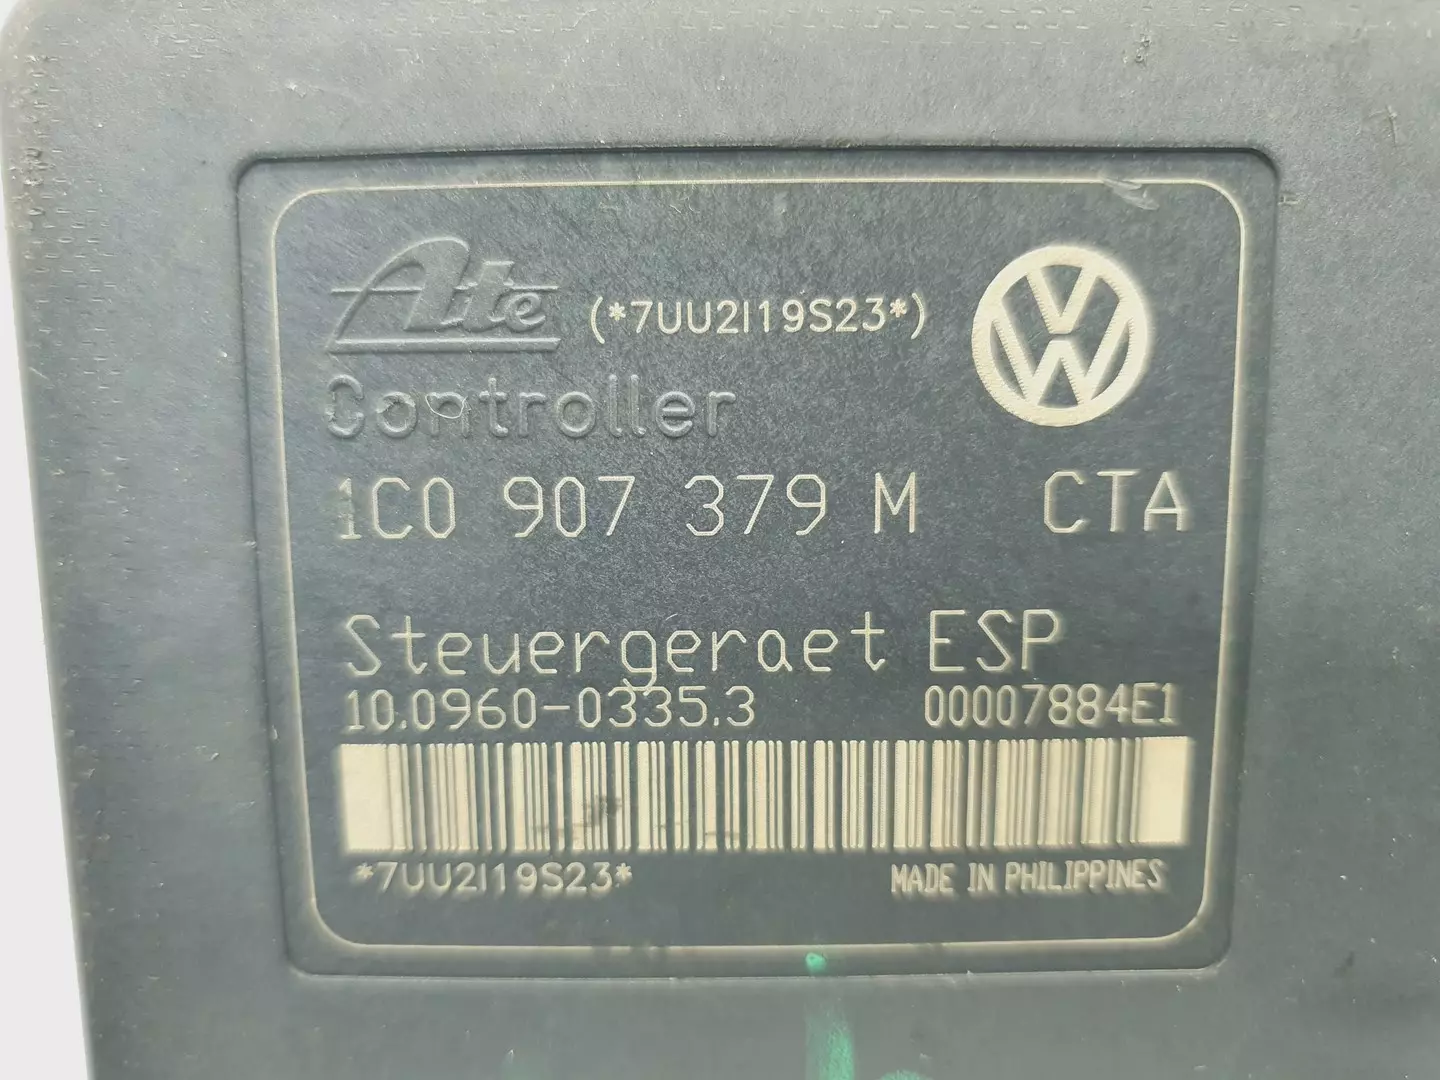 Ate (*7UU2I19S23*)
Controller
1C0 907 379 M CTA
Steuergeraet ESP
10.0960-0335.3 00007884E1
*7UU2I19S23* MADE IN PHILIPPINES